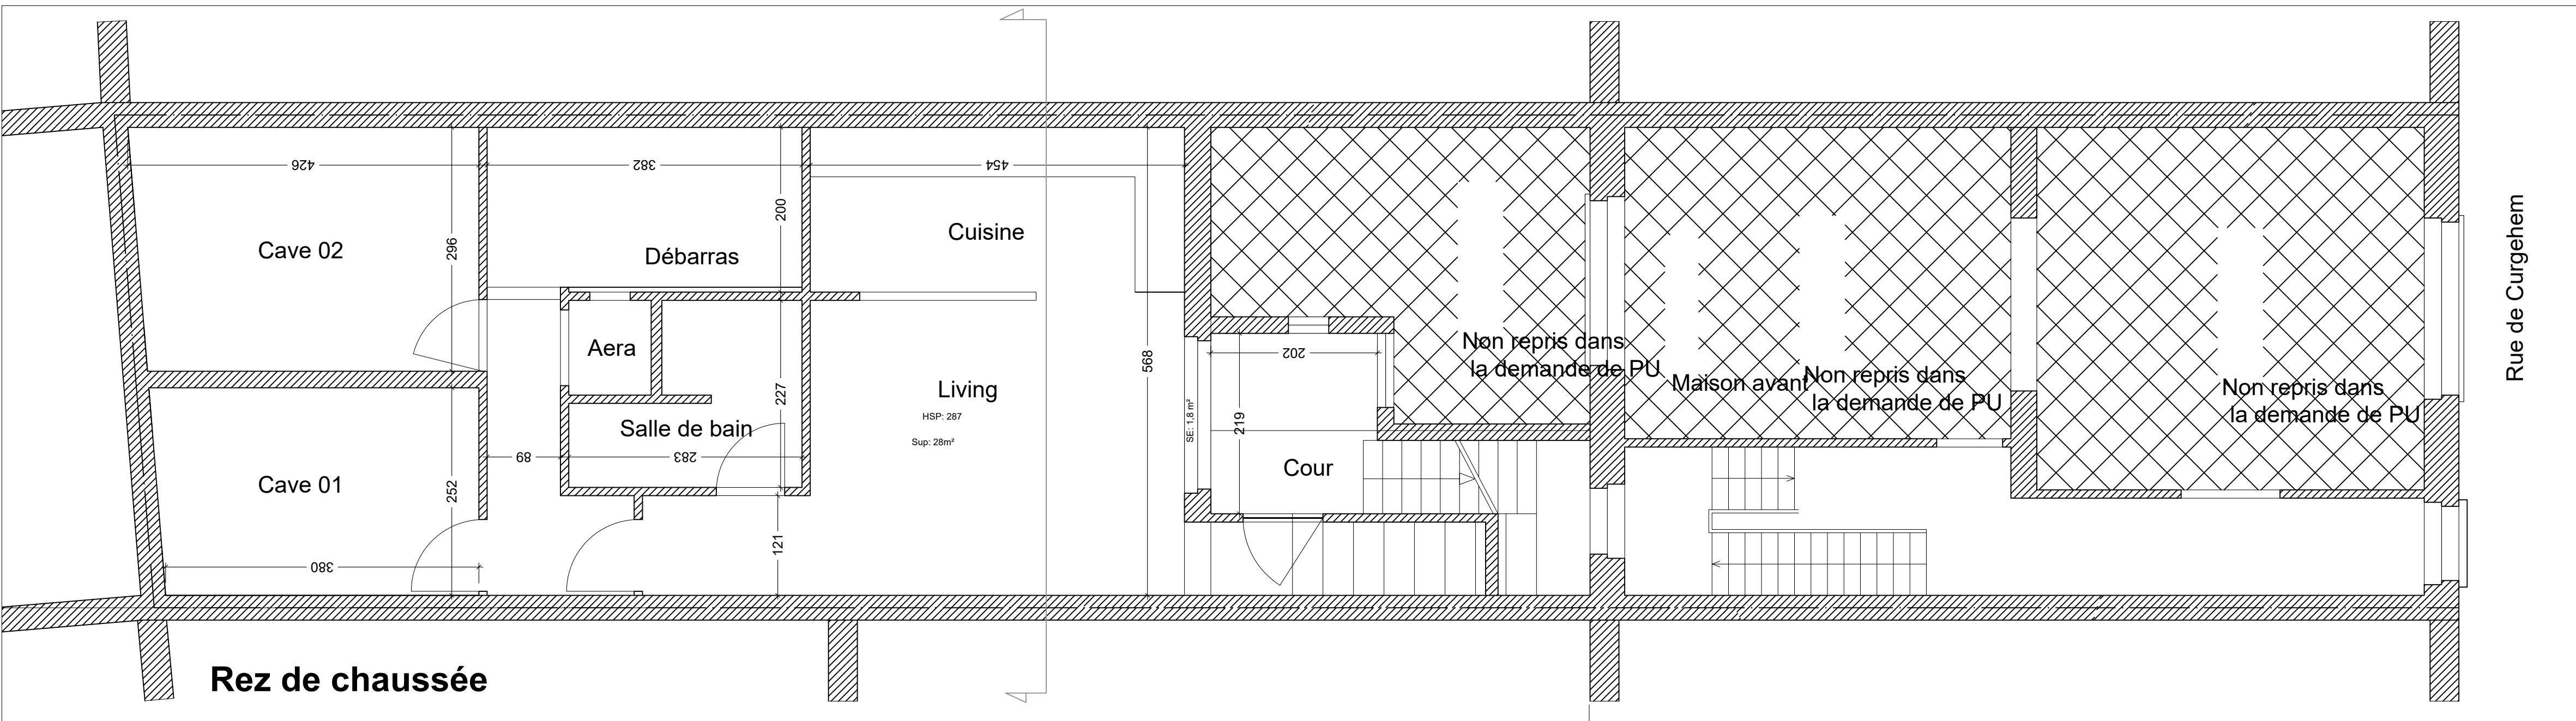 426
382
454
Cave 02
296
Débarras
200
Cuisine
Aera
Living
HSP: 287
Sup: 28m²
568
227
Salle de bain
89
283
Cave 01
252
380
121
SE: 1,8 m²
202
219
Cour
Non repris dans
la demande de PU
Maison avant
Non repris dans
la demande de PU
Non repris dans
la demande de PU
Rue de Curgehem
Rez de chaussée